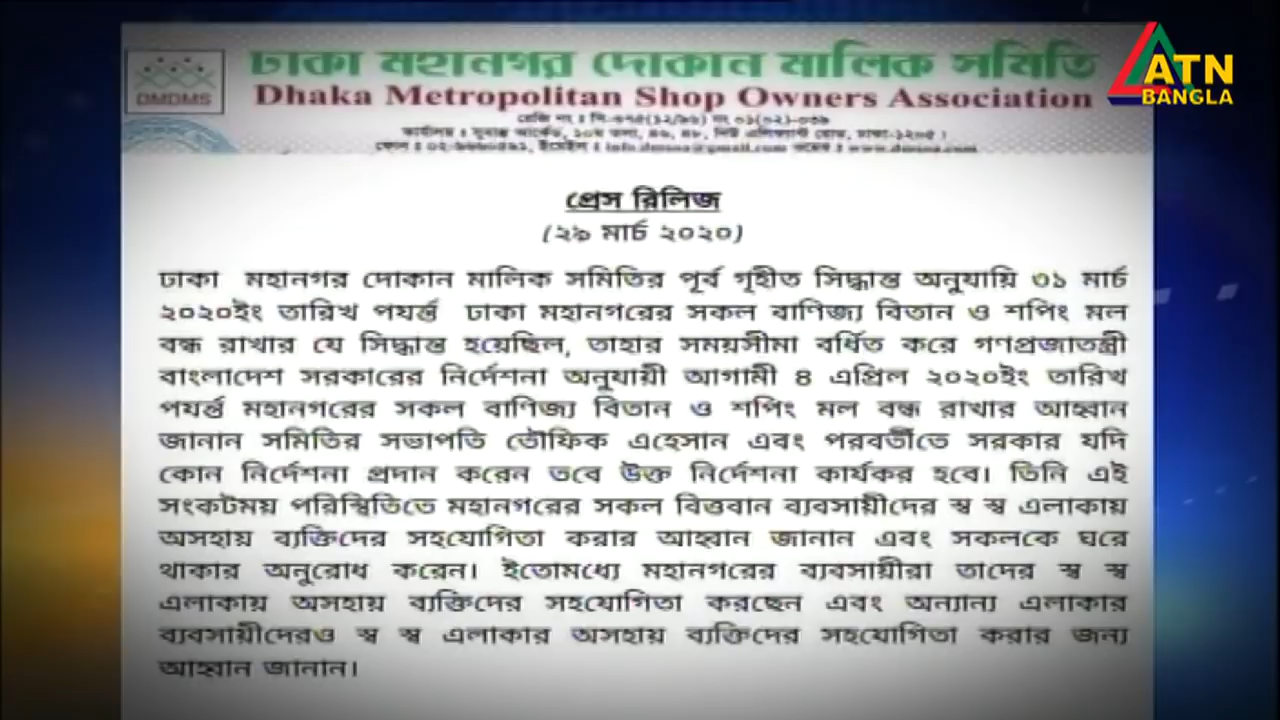 ঢাকা মহানগর দোকান মালিক সমিতি
Dhaka Metropolitan Shop Owners Association
DMDMS
ATN
BANGLA
প্রেস রিলিজ
(২৯ মার্চ ২০২০)
ঢাকা মহানগর দোকান মালিক সমিতির পূর্ব গৃহীত সিদ্ধান্ত অনুযায়ি ৩১ মার্চ
২০২০ইং তারিখ পযর্ন্ত ঢাকা মহানগরের সকল বাণিজ্য বিতান ও শপিং মল
বন্ধ রাখার যে সিদ্ধান্ত হয়েছিল, তাহার সময়সীমা বর্ধিত করে গণপ্রজাতন্ত্রী
বাংলাদেশ সরকারের নির্দেশনা অনুযায়ী আগামী ৪ এপ্রিল ২০২০ইং তারিখ
পযর্ন্ত মহানগরের সকল বাণিজ্য বিতান ও শপিং মল বন্ধ রাখার আহ্বান
জানান সমিতির সভাপতি তৌফিক এহেসান এবং পরবর্তীতে সরকার যদি
কোন নির্দেশনা প্রদান করেন তবে উক্ত নির্দেশনা কার্যকর হবে। তিনি এই
সংকটময় পরিস্থিতিতে মহানগরের সকল বিত্তবান ব্যবসায়ীদের স্ব স্ব এলাকায়
অসহায় ব্যক্তিদের সহযোগিতা করার আহ্বান জানান এবং সকলকে ঘরে
থাকার অনুরোধ করেন। ইতোমধ্যে মহানগরের ব্যবসায়ীরা তাদের স্ব স্ব
এলাকায় অসহায় ব্যক্তিদের সহযোগিতা করছেন এবং অন্যান্য এলাকার
ব্যবসায়ীদেরও স্ব স্ব এলাকার অসহায় ব্যক্তিদের সহযোগিতা করার জন্য
আহ্বান জানান।